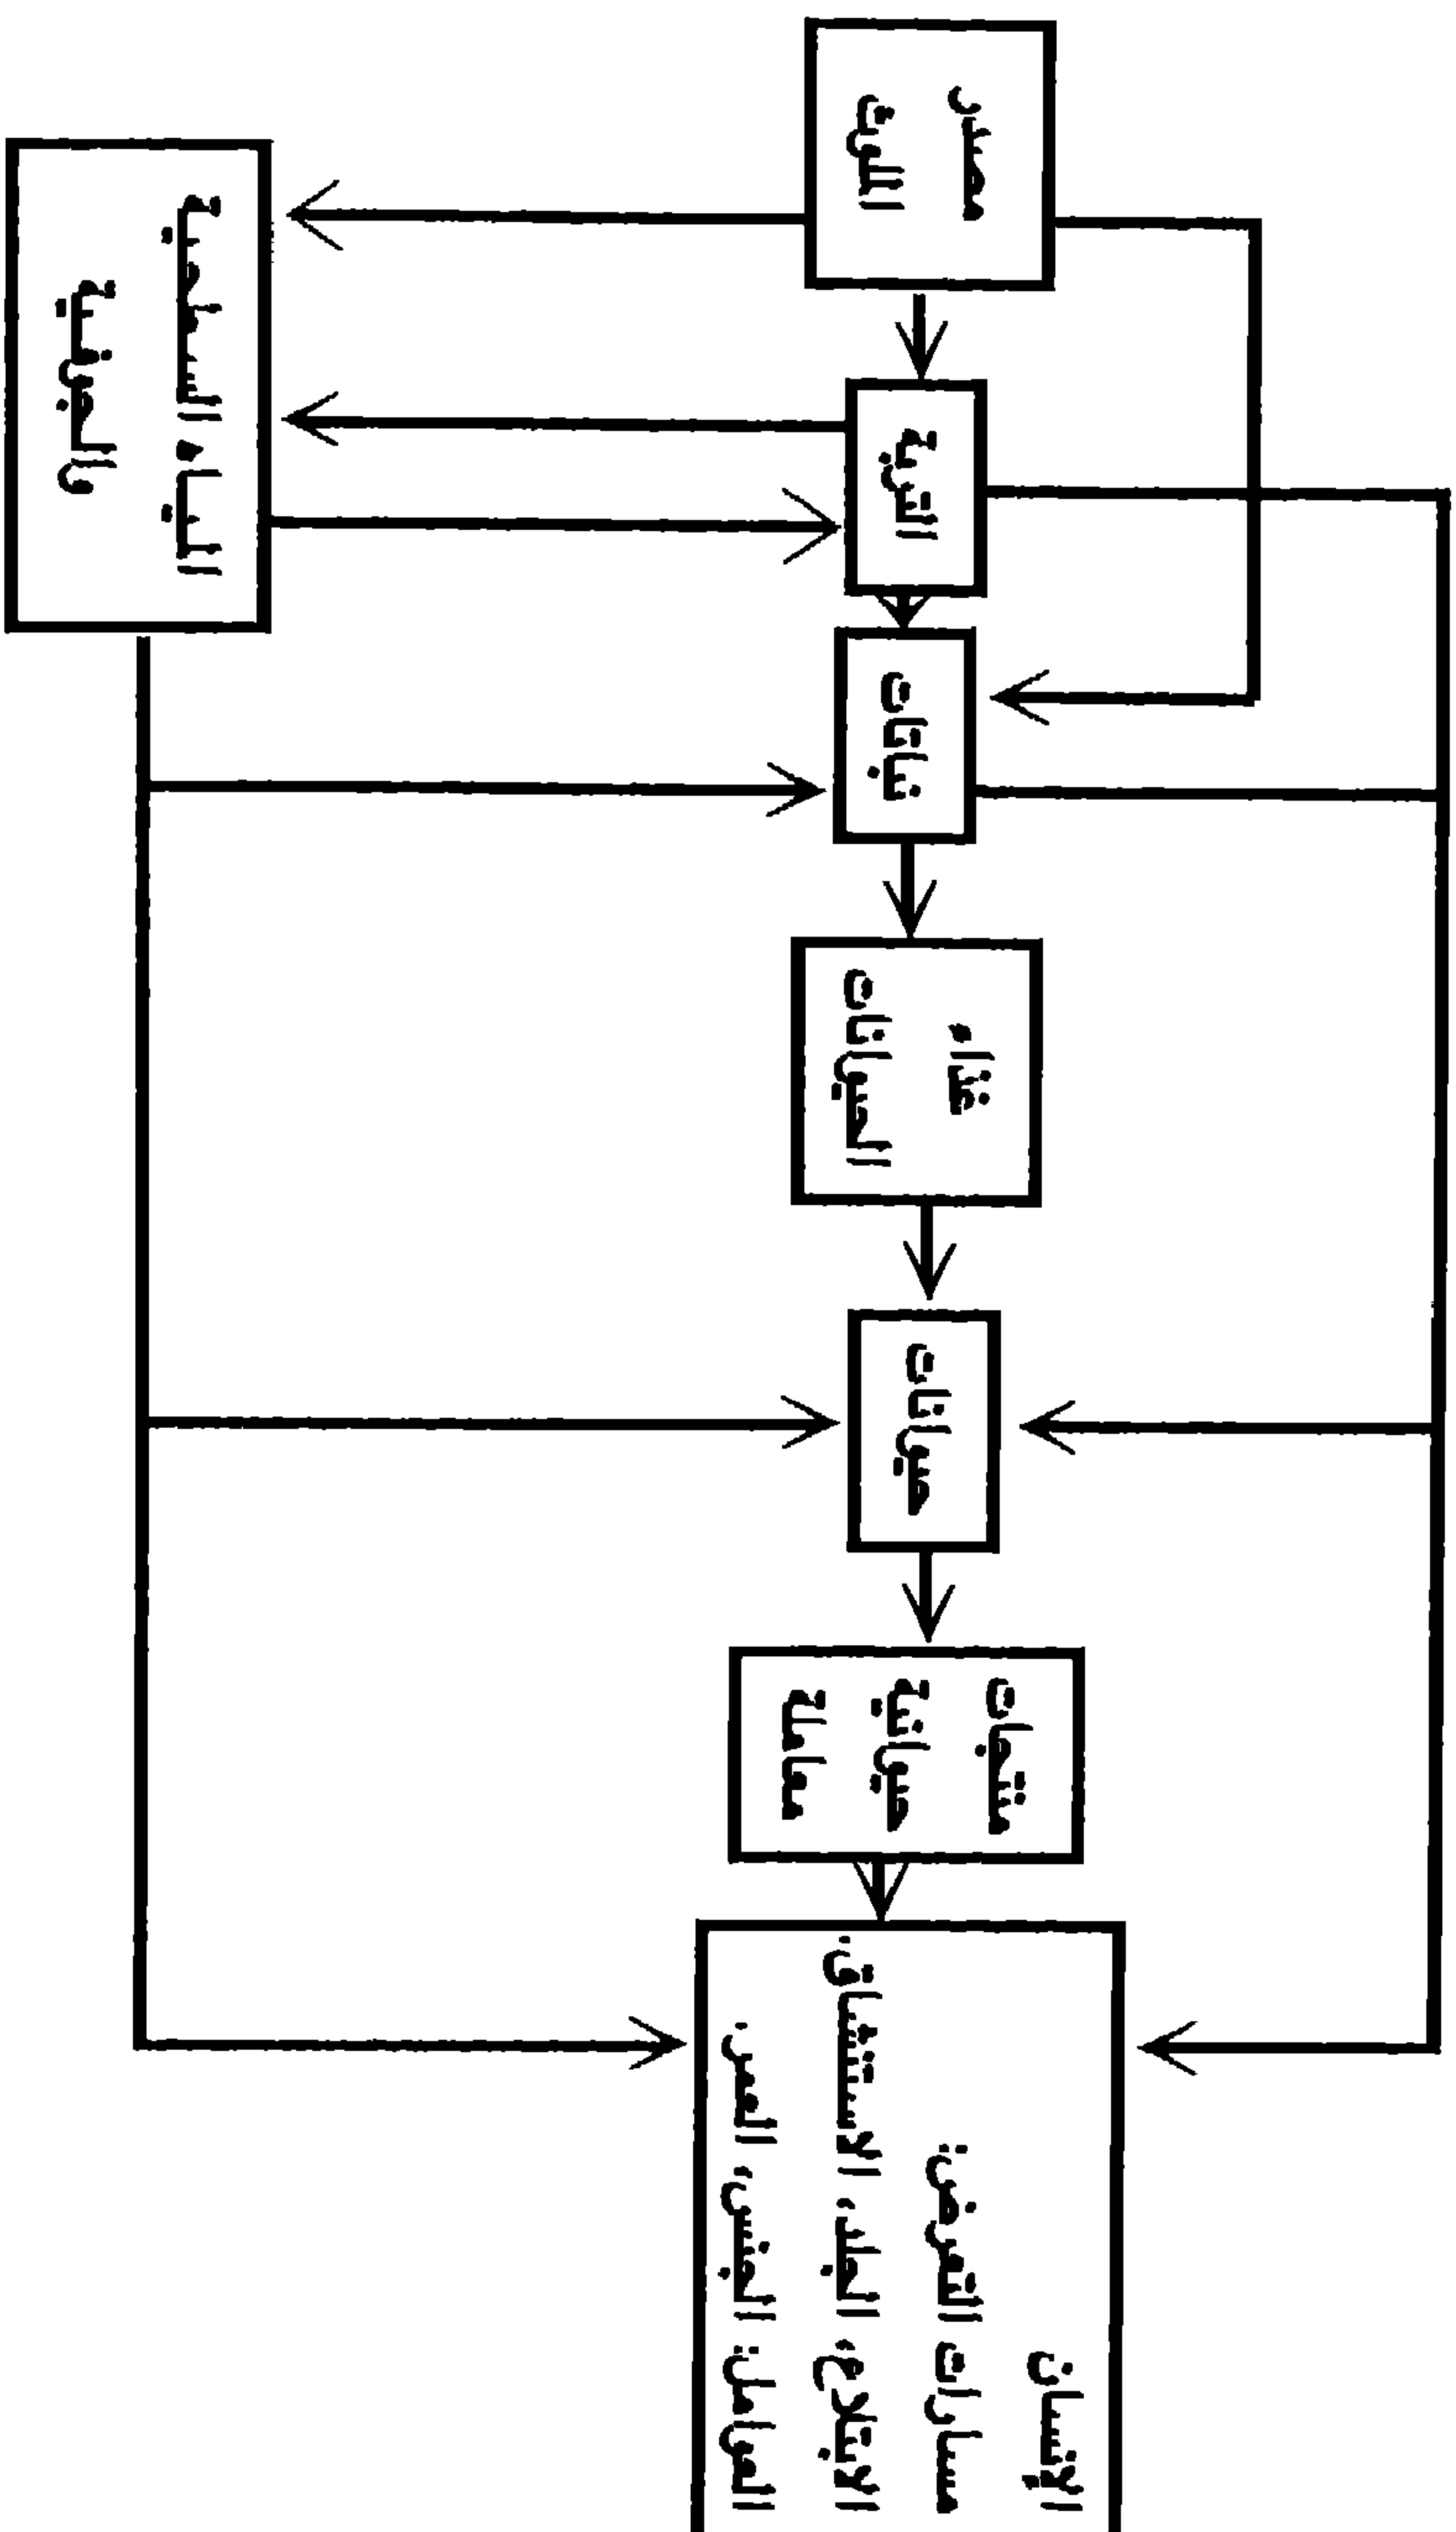 مصدر
التلوث
المياه السطحية
والجوفية
التربة
نباتات
غذاء
الحيوانات
حيوانات
منتجات
حيوانية
معاملة
الإنسان
مسارات التعرض:
الابتلاع، الجلد، الاستنشاق.
العوامل: الجنس، العمر.